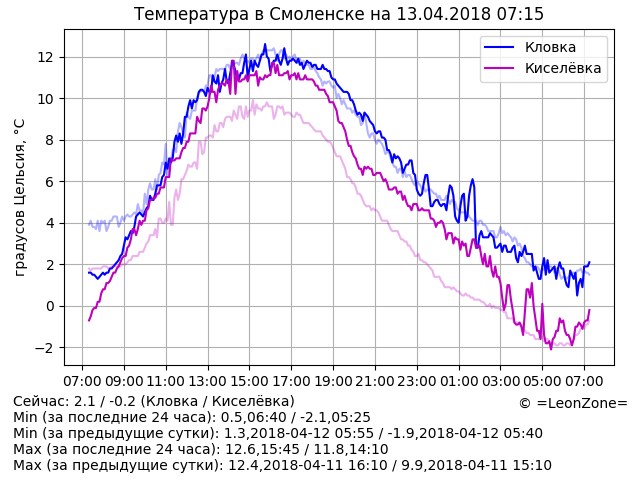 Температура в Смоленске на 13.04.2018 07:15
Кловка
Киселёвка
градусов Цельсия, °C
12
10
8
6
4
2
0
−2
07:00 09:00 11:00 13:00 15:00 17:00 19:00 21:00 23:00 01:00 03:00 05:00 07:00
Сейчас: 2.1 / -0.2 (Кловка / Киселёвка)
© =LeonZone=
Min (за последние 24 часа): 0.5,06:40 / -2.1,05:25
Min (за предыдущие сутки): 1.3,2018-04-12 05:55 / -1.9,2018-04-12 05:40
Max (за последние 24 часа): 12.6,15:45 / 11.8,14:10
Max (за предыдущие сутки): 12.4,2018-04-11 16:10 / 9.9,2018-04-11 15:10